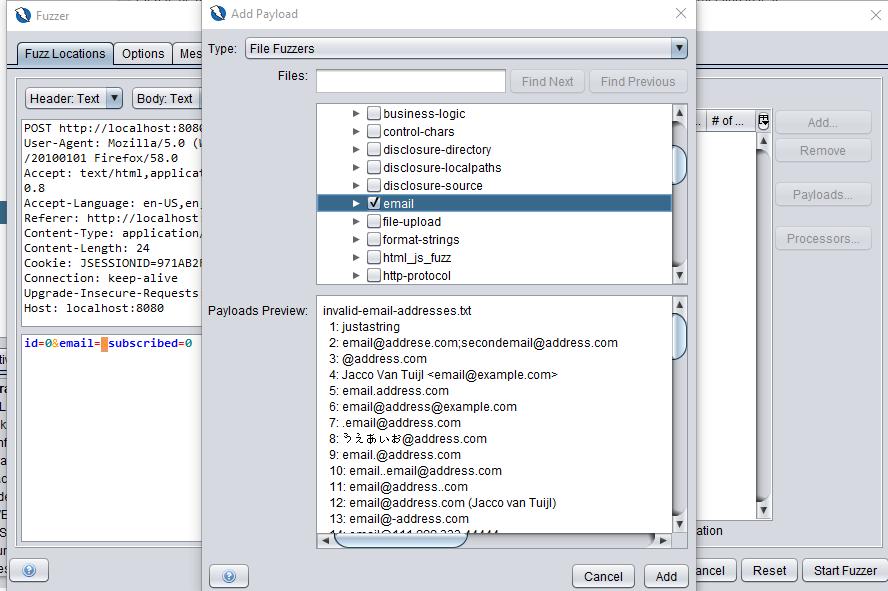 Fuzzer
Add Payload
Fuzz Locations
Options
Mes
Type:
File Fuzzers
Files:
Find Next
Find Previous
Header: Text
Body: Text
# of ...
business-logic
control-chars
disclosure-directory
disclosure-localpaths
disclosure-source
email
file-upload
format-strings
html_js_fuzz
http-protocol
Add...
Remove
Payloads...
Processors...
POST http://localhost:8080
User-Agent: Mozilla/5.0 (W
/20100101 Firefox/58.0
Accept: text/html,applicat
0.8
Accept-Language: en-US,en
Referer: http://localhost
Content-Type: application/
Content-Length: 24
Cookie: JSESSIONID=971AB2F
Connection: keep-alive
Upgrade-Insecure-Requests
Host: localhost:8080
id=0&email= subscribed=0
Payloads Preview:
invalid-email-addresses.txt
1: justastring
2: email@addrese.com;secondemail@address.com
3: @address.com
4: Jacco Van Tuijl <email@example.com>
5: email.address.com
6: email@address@example.com
7: .email@address.com
8: うえあいお@address.com
9: email.@address.com
10: email..email@address.com
11: email@address..com
12: email@address.com (Jacco van Tuijl)
13: email@-address.com
ation
Cancel
Add
ancel
Reset
Start Fuzzer